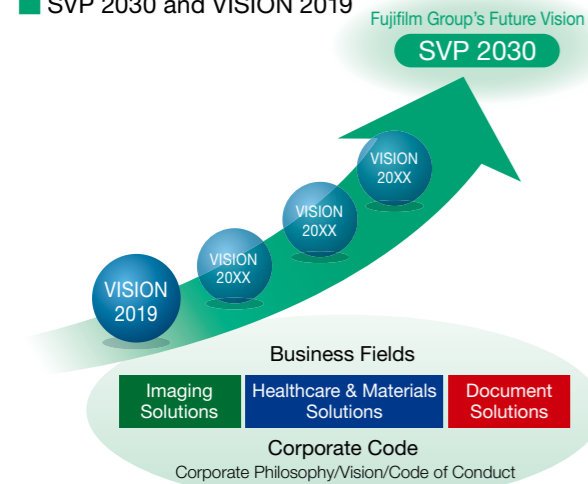 SVP 2030 and VISION 2019
Fujifilm Group's Future Vision
SVP 2030
VISION
20XX
VISION
20XX
VISION
20XX
VISION
2019
Business Fields
Imaging
Solutions
Healthcare & Materials
Solutions
Document
Solutions
Corporate Code
Corporate Philosophy/Vision/Code of Conduct